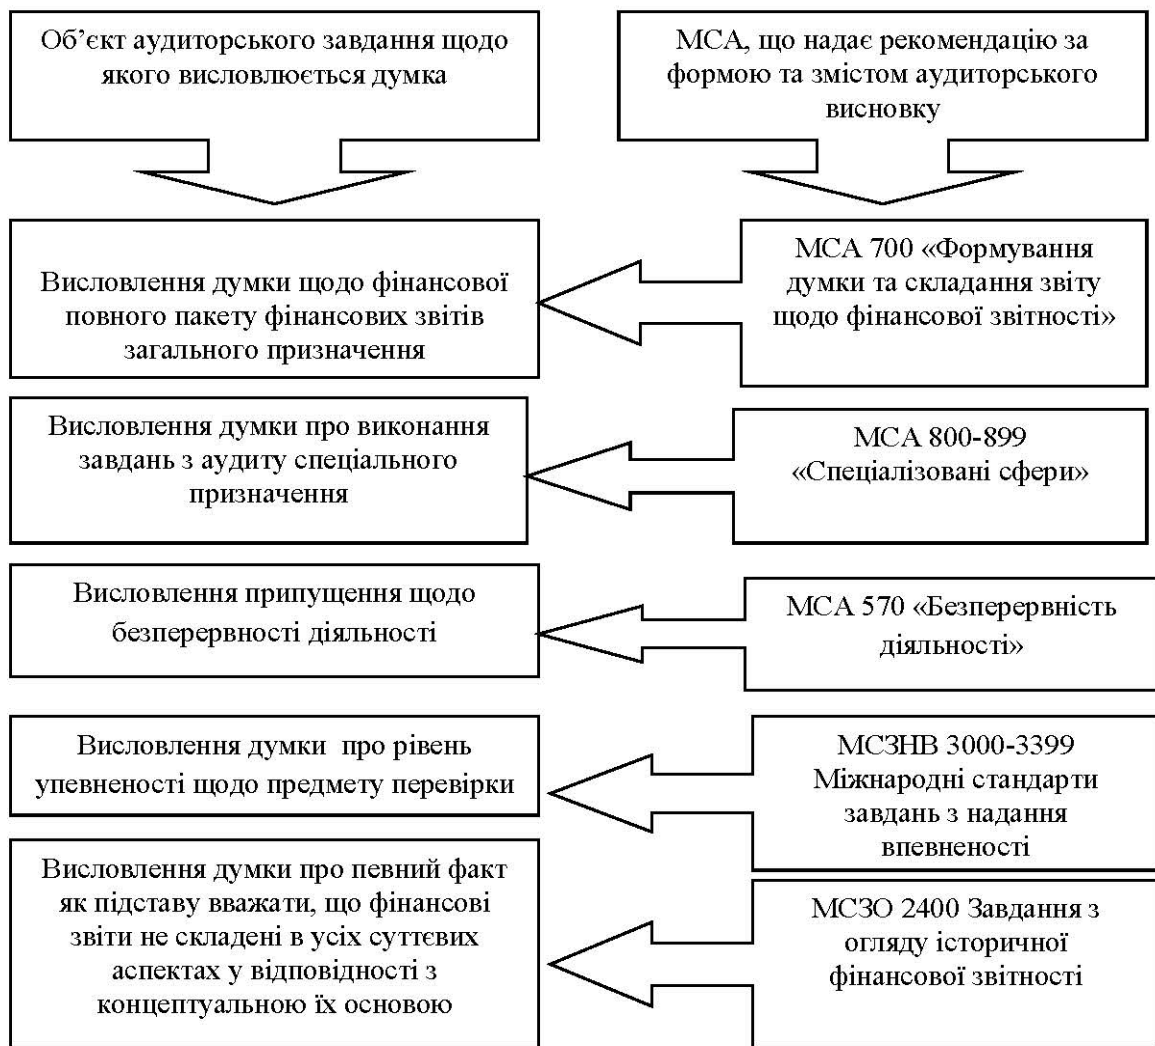 Об’єкт аудиторського завдання щодо
якого висловлюється думка
МСА, що надає рекомендацію за
формою та змістом аудиторського
висновку
Висловлення думки щодо фінансової
повного пакету фінансових звітів
загального призначення
МСА 700 «Формування
думки та складання звіту
щодо фінансової звітності»
Висловлення думки про виконання
завдань з аудиту спеціального
призначення
МСА 800-899
«Спеціалізовані сфери»
Висловлення припущення щодо
безперервності діяльності
МСА 570 «Безперервність
діяльності»
Висловлення думки про рівень
упевненості щодо предмету перевірки
МСЗНВ 3000-3399
Міжнародні стандарти
завдань з надання
впевненості
Висловлення думки про певний факт
як підставу вважати, що фінансові
звіти не складені в усіх суттєвих
аспектах у відповідності з
концептуальною їх основою
МСЗО 2400 Завдання з
огляду історичної
фінансової звітності